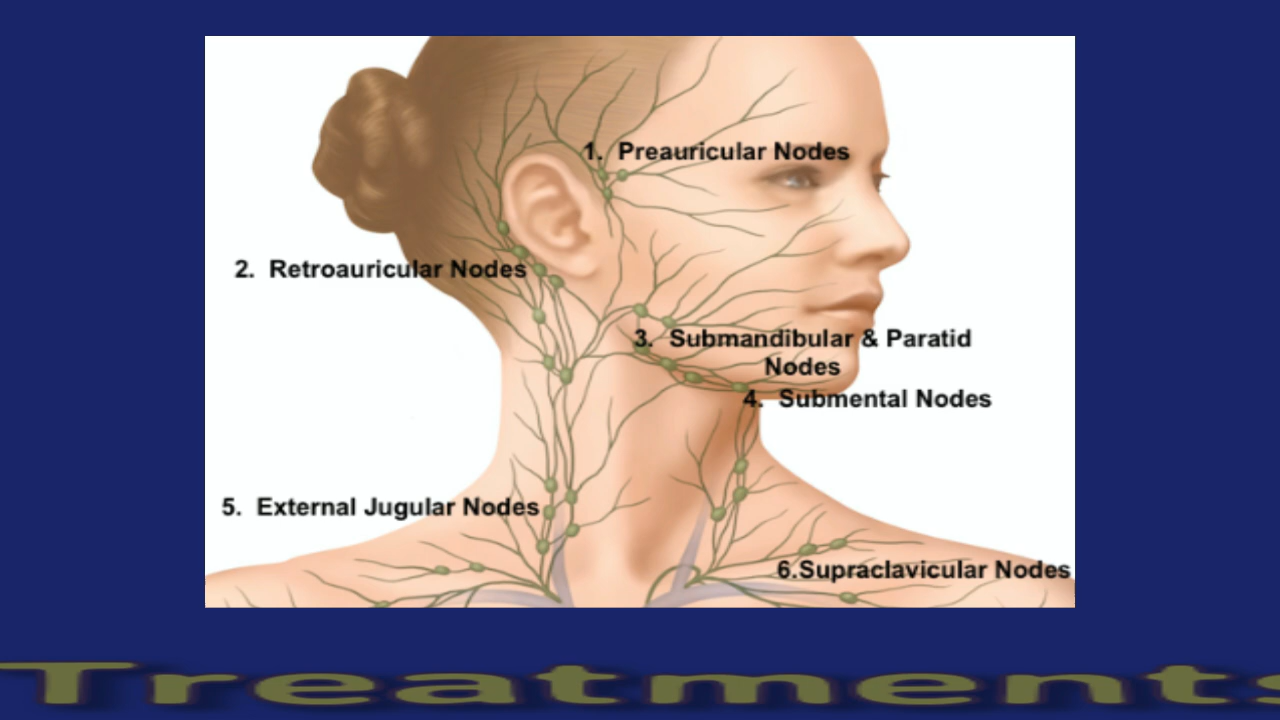 1. Preauricular Nodes
2. Retroauricular Nodes
3. Submandibular & Paratid
Nodes
4. Submental Nodes
5. External Jugular Nodes
6.Supraclavicular Nodes
Treatments